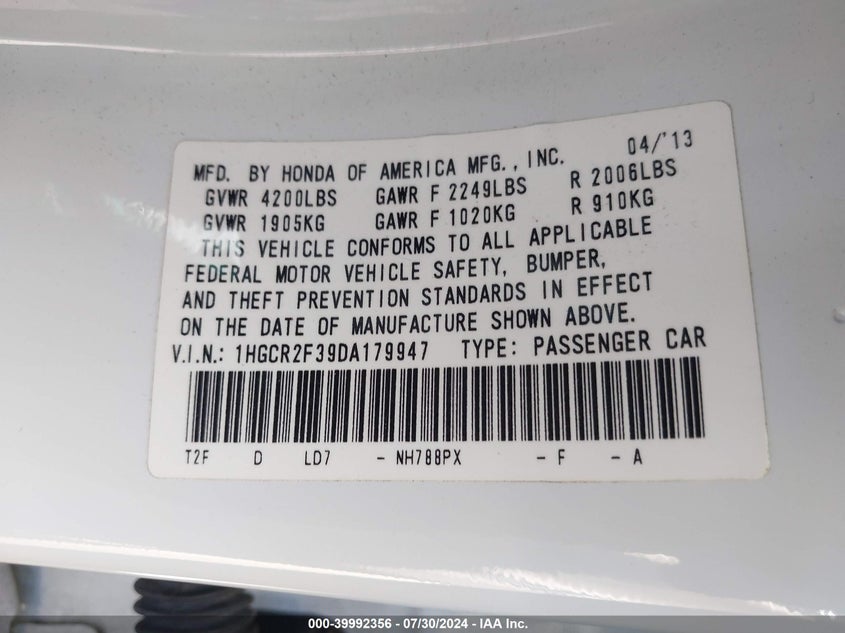 MFD. BY HONDA OF AMERICA MFG., INC. 04/'13
GVWR 4200LBS GAWR F 2249LBS R 2006LBS
GVWR 1905KG GAWR F 1020KG R 910KG
THIS VEHICLE CONFORMS TO ALL APPLICABLE
FEDERAL MOTOR VEHICLE SAFETY, BUMPER,
AND THEFT PREVENTION STANDARDS IN EFFECT
ON THE DATE OF MANUFACTURE SHOWN ABOVE.
V.I.N.: 1HGCR2F39DA179947 TYPE: PASSENGER CAR
T2F D LD7 - NH788PX - F - A
000-39992356 - 07/30/2024 - IAA Inc.